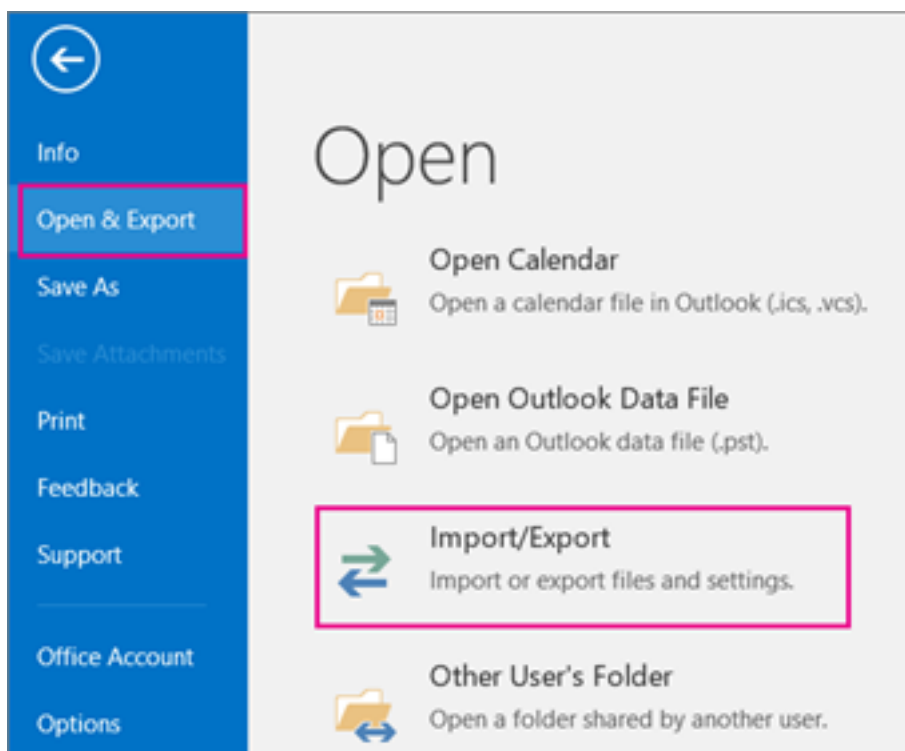 Info
Open & Export
Save As
Save Attachments
Print
Feedback
Support
Office Account
Options
Open
Open Calendar
Open a calendar file in Outlook (.ics, .vcs).
Open Outlook Data File
Open an Outlook data file (.pst).
Import/Export
Import or export files and settings.
Other User's Folder
Open a folder shared by another user.